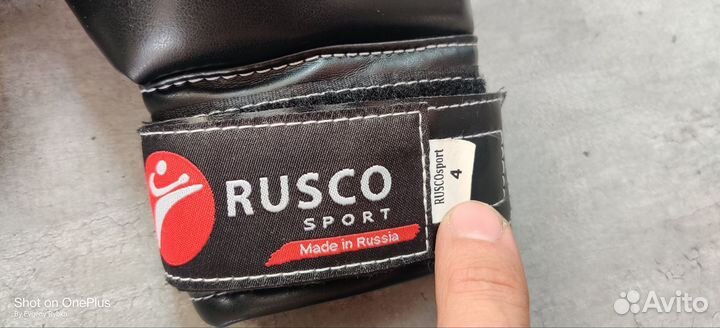 RUSCO
SPORT
Made in Russia
RUSCOsport
4
Shot on OnePlus
Avito